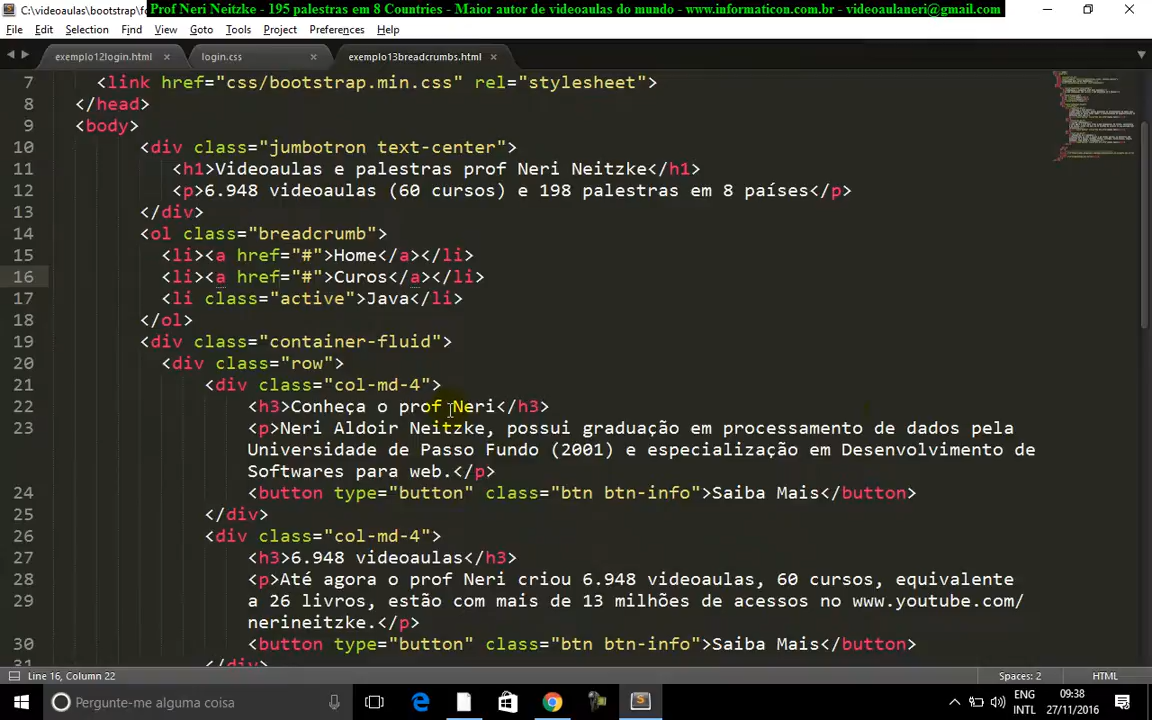 C:\videoaulas\bootstrap\fo
Prof Neri Neitzke - 195 palestras em 8 Countries - Maior autor de videoaulas do mundo - www.informaticon.com.br - videoaulaneri@gmail.com
File Edit Selection Find View Goto Tools Project Preferences Help
exemplo12login.html × login.css × exemplo13breadcrumbs.html ×
7 <link href="css/bootstrap.min.css" rel="stylesheet">
8 </head>
9 <body>
10 <div class="jumbotron text-center">
11 <h1>Videoaulas e palestras prof Neri Neitzke</h1>
12 <p>6.948 videoaulas (60 cursos) e 198 palestras em 8 países</p>
13 </div>
14 <ol class="breadcrumb">
15 <li><a href="#">Home</a></li>
16 <li><a href="#">Curos</a></li>
17 <li class="active">Java</li>
18 </ol>
19 <div class="container-fluid">
20 <div class="row">
21 <div class="col-md-4">
22 <h3>Conheça o prof Neri</h3>
23 <p>Neri Aldoir Neitzke, possui graduação em processamento de dados pela
Universidade de Passo Fundo (2001) e especialização em Desenvolvimento de
Softwares para web.</p>
24 <button type="button" class="btn btn-info">Saiba Mais</button>
25 </div>
26 <div class="col-md-4">
27 <h3>6.948 videoaulas</h3>
28 <p>Até agora o prof Neri criou 6.948 videoaulas, 60 cursos, equivalente
29 a 26 livros, estão com mais de 13 milhões de acessos no www.youtube.com/
nerineitzke.</p>
30 <button type="button" class="btn btn-info">Saiba Mais</button>
31 </div>
Line 16, Column 22 Spaces: 2 HTML
Pergunte-me alguma coisa
ENG
INTL
09:38
27/11/2016